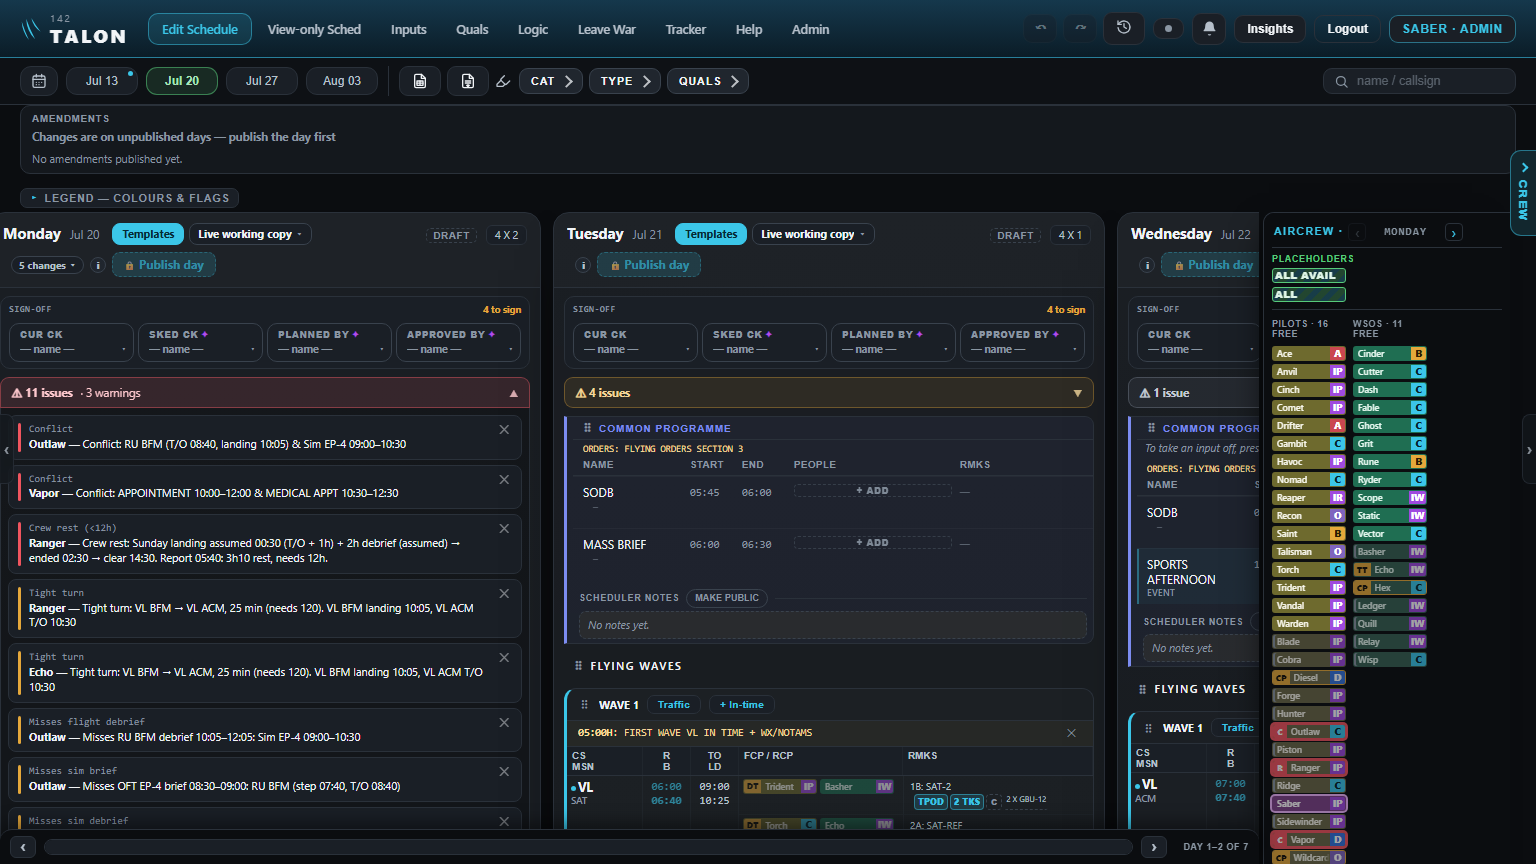 142
TALON
Edit Schedule
View-only Sched
Inputs
Quals
Logic
Leave War
Tracker
Help
Admin
Insights
Logout
SABER · ADMIN
Jul 13
Jul 20
Jul 27
Aug 03
CAT
TYPE
QUALS
name / callsign
AMENDMENTS
Changes are on unpublished days — publish the day first
No amendments published yet.
LEGEND — COLOURS & FLAGS
CREW
Monday Jul 20
Templates
Live working copy
DRAFT
4 X 2
5 changes
i
Publish day
SIGN-OFF
4 to sign
CUR CK
— name —
SKED CK
— name —
PLANNED BY
— name —
APPROVED BY
— name —
11 issues · 3 warnings
Conflict
Outlaw — Conflict: RU BFM (T/O 08:40, landing 10:05) & Sim EP-4 09:00–10:30
Conflict
Vapor — Conflict: APPOINTMENT 10:00–12:00 & MEDICAL APPT 10:30–12:30
Crew rest (<12h)
Ranger — Crew rest: Sunday landing assumed 00:30 (T/O + 1h) + 2h debrief (assumed) →
ended 02:30 → clear 14:30. Report 05:40: 3h10 rest, needs 12h.
Tight turn
Ranger — Tight turn: VL BFM → VL ACM, 25 min (needs 120). VL BFM landing 10:05, VL ACM
T/O 10:30
Tight turn
Echo — Tight turn: VL BFM → VL ACM, 25 min (needs 120). VL BFM landing 10:05, VL ACM T/O
10:30
Misses flight debrief
Outlaw — Misses RU BFM debrief 10:05–12:05: Sim EP-4 09:00–10:30
Misses sim brief
Outlaw — Misses OFT EP-4 brief 08:30–09:00: RU BFM (step 07:40, T/O 08:40)
Misses sim debrief
Tuesday Jul 21
Templates
Live working copy
DRAFT
4 X 1
i
Publish day
SIGN-OFF
4 to sign
CUR CK
— name —
SKED CK
— name —
PLANNED BY
— name —
APPROVED BY
— name —
4 issues
COMMON PROGRAMME
ORDERS: FLYING ORDERS SECTION 3
NAME START END PEOPLE RMKS
SODB 05:45 06:00 + ADD —
–
MASS BRIEF 06:00 06:30 + ADD —
–
SCHEDULER NOTES MAKE PUBLIC
No notes yet.
FLYING WAVES
WAVE 1 Traffic + In-time
05:00H: FIRST WAVE VL IN TIME + WX/NOTAMS
CS R TO FCP / RCP RMKS
MSN B LD
VL 06:00 09:00 DT Trident IP Basher IW 1B: SAT-2
SAT 06:40 10:25 TPOD 2 TKS C 2 X GBU-12
DT Torch C Echo IW 2A: SAT-REF
Wednesday Jul 22
i
Publish day
SIGN-OFF
CUR CK
— name —
1 issue
COMMON PROGR
To take an input off, pres
ORDERS: FLYING ORDERS
NAME S
SODB 0
–
SPORTS 1
AFTERNOON
EVENT
SCHEDULER NOTES
No notes yet.
FLYING WAVES
WAVE 1 Traffic
CS R
MSN B
VL 07:00
ACM 07:40
AIRCREW · MONDAY
PLACEHOLDERS
ALL AVAIL
ALL
PILOTS · 16 FREE
WSOS · 11 FREE
Ace A
Anvil IP
Cinch IP
Comet IP
Drifter A
Gambit C
Havoc IP
Nomad C
Reaper IR
Recon O
Saint B
Talisman O
Torch C
Trident IP
Vandal IP
Warden IP
Blade IP
Cobra IP
CP Diesel D
Forge IP
Hunter IP
C Outlaw C
Piston IP
R Ranger IP
Ridge C
Saber IP
Sidewinder IP
C Vapor D
CP Wildcard O
Cinder B
Cutter C
Dash C
Fable C
Ghost C
Grit C
Rune B
Ryder C
Scope IW
Static IW
Vector C
Basher IW
TT Echo IW
CP Hex C
Ledger IW
Quill IW
Relay IW
Wisp C
DAY 1–2 OF 7